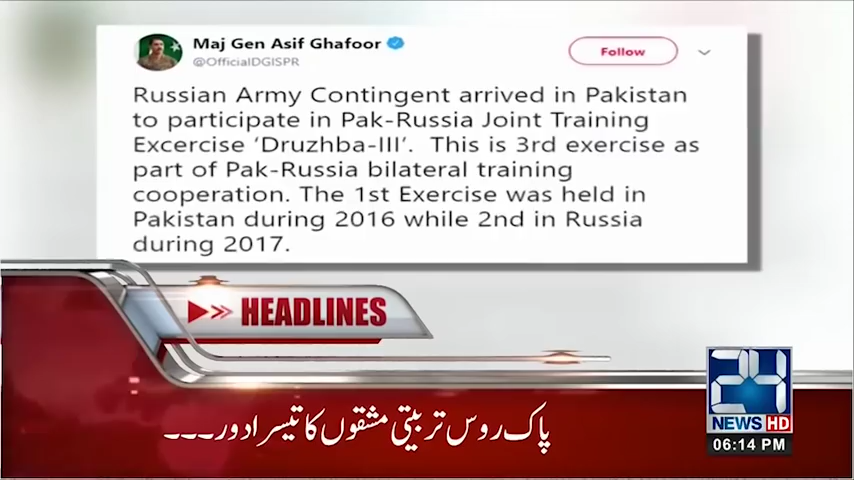 Maj Gen Asif Ghafoor
@OfficialDGISPR
Follow
Russian Army Contingent arrived in Pakistan
to participate in Pak-Russia Joint Training
Excercise ‘Druzhba-III’. This is 3rd exercise as
part of Pak-Russia bilateral training
cooperation. The 1st Exercise was held in
Pakistan during 2016 while 2nd in Russia
during 2017.
HEADLINES
24
NEWS HD
06:14 PM
پاک روس تربیتی مشقوں کا تیسرا دور۔۔۔